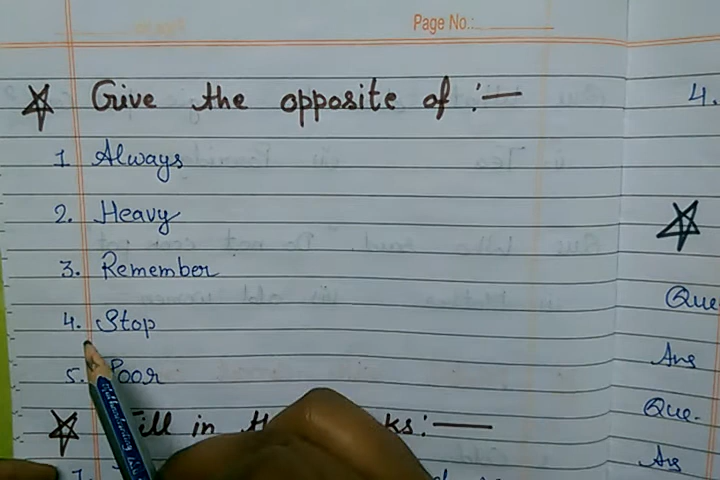 Page No.:
Give the opposite of :—
1 Always
2. Heavy
3. Remember
4. Stop
5. Poor
in
4.
Que
Ans
Que.
Ans